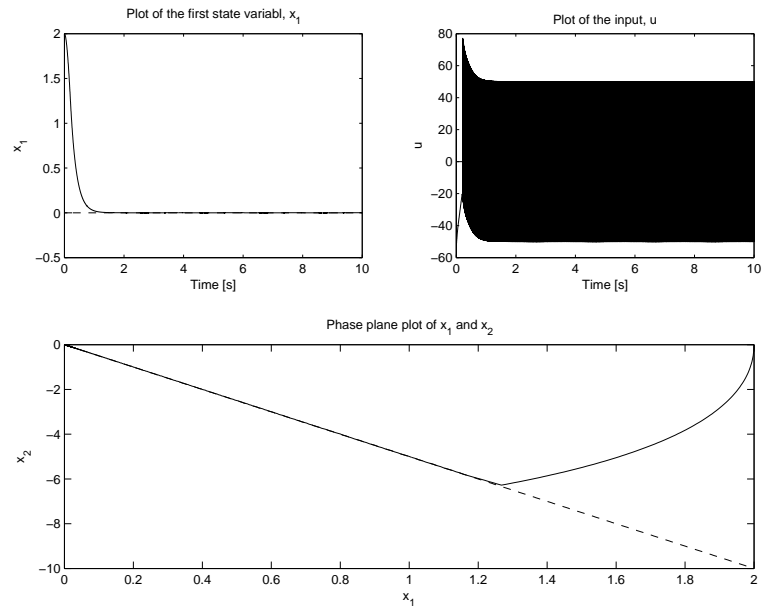 Plot of the first state variabl, x₁
2
1.5
1
0.5
0
−0.5
x₁
0 2 4 6 8 10
Time [s]
Plot of the input, u
80
60
40
20
0
−20
−40
−60
u
0 2 4 6 8 10
Time [s]
Phase plane plot of x₁ and x₂
0
−2
−4
−6
−8
−10
x₂
0 0.2 0.4 0.6 0.8 1 1.2 1.4 1.6 1.8 2
x₁